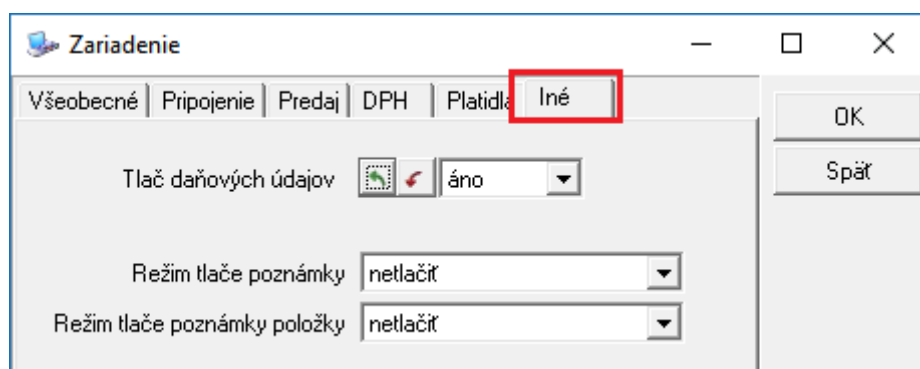 Zariadenie
Všeobecné Pripojenie Predaj DPH Platidlá Iné
OK
Tlač daňových údajov áno
Späť
Režim tlače poznámky netlačiť
Režim tlače poznámky položky netlačiť